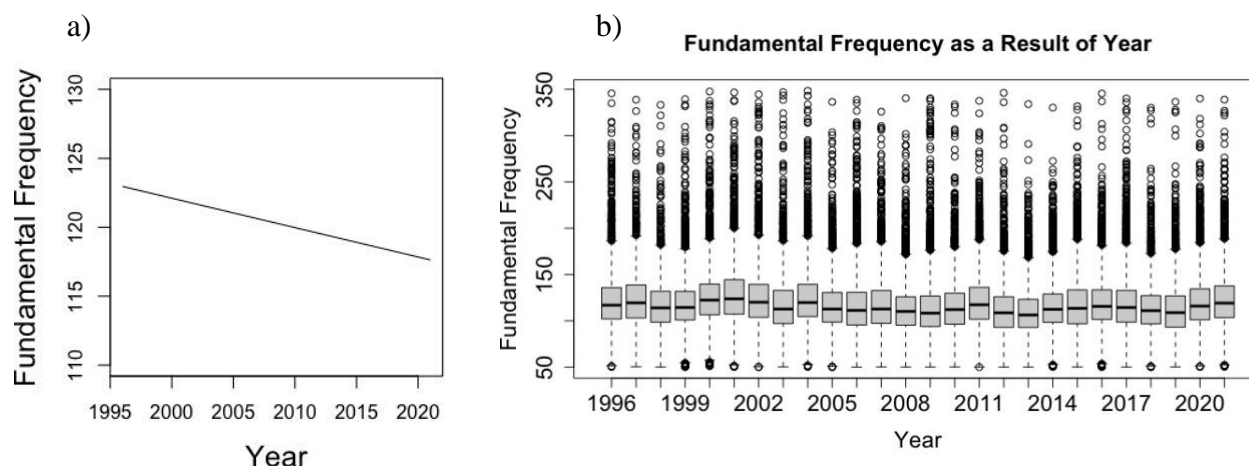 a)
Fundamental Frequency
130
125
120
115
110
1995 2000 2005 2010 2015 2020
Year
b)
Fundamental Frequency as a Result of Year
Fundamental Frequency
350
250
150
50
1996 1999 2002 2005 2008 2011 2014 2017 2020
Year